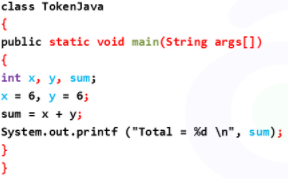 class TokenJava
{
public static void main(String args[])
{
int x, y, sum;
x = 6, y = 6;
sum = x + y;
System.out.printf ("Total = %d \n", sum);
}
}